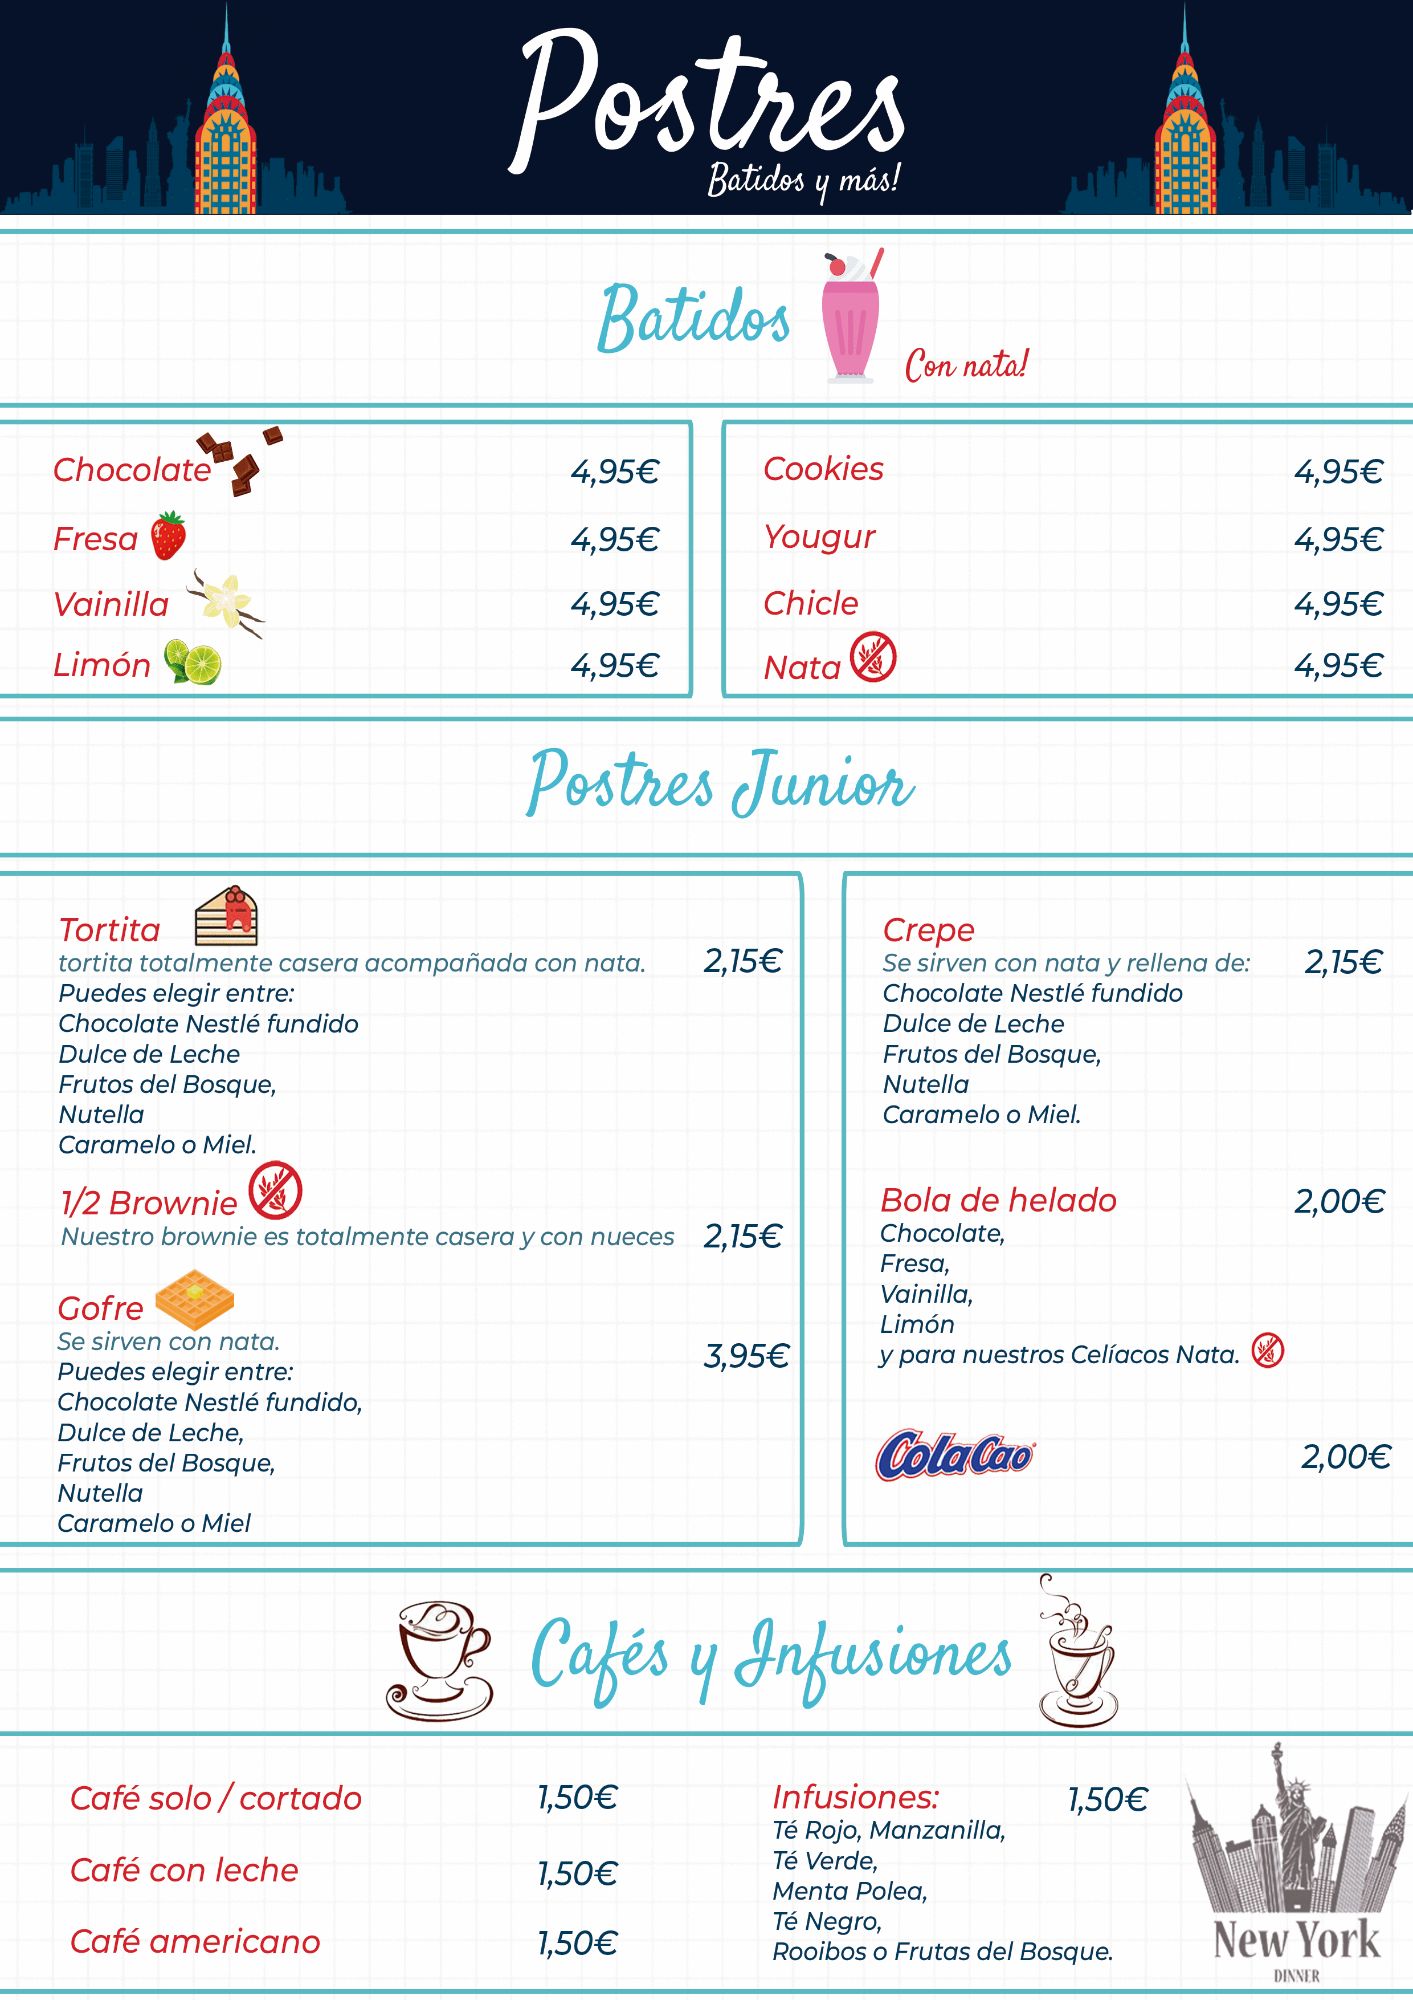 Postres
Batidos y más!
Batidos
Con nata!
Chocolate 4,95€
Fresa 4,95€
Vainilla 4,95€
Limón 4,95€
Cookies 4,95€
Yougur 4,95€
Chicle 4,95€
Nata 4,95€
Postres Junior
Tortita
tortita totalmente casera acompañada con nata. 2,15€
Puedes elegir entre:
Chocolate Nestlé fundido
Dulce de Leche
Frutos del Bosque,
Nutella
Caramelo o Miel.
1/2 Brownie
Nuestro brownie es totalmente casera y con nueces 2,15€
Gofre
Se sirven con nata.
3,95€
Puedes elegir entre:
Chocolate Nestlé fundido,
Dulce de Leche,
Frutos del Bosque,
Nutella
Caramelo o Miel
Crepe
Se sirven con nata y rellena de: 2,15€
Chocolate Nestlé fundido
Dulce de Leche
Frutos del Bosque,
Nutella
Caramelo o Miel.
Bola de helado 2,00€
Chocolate,
Fresa,
Vainilla,
Limón
y para nuestros Celíacos Nata.
ColaCao 2,00€
Cafés y Infusiones
Café solo / cortado 1,50€
Café con leche 1,50€
Café americano 1,50€
Infusiones: 1,50€
Té Rojo, Manzanilla,
Té Verde,
Menta Polea,
Té Negro,
Rooibos o Frutas del Bosque.
New York
DINNER